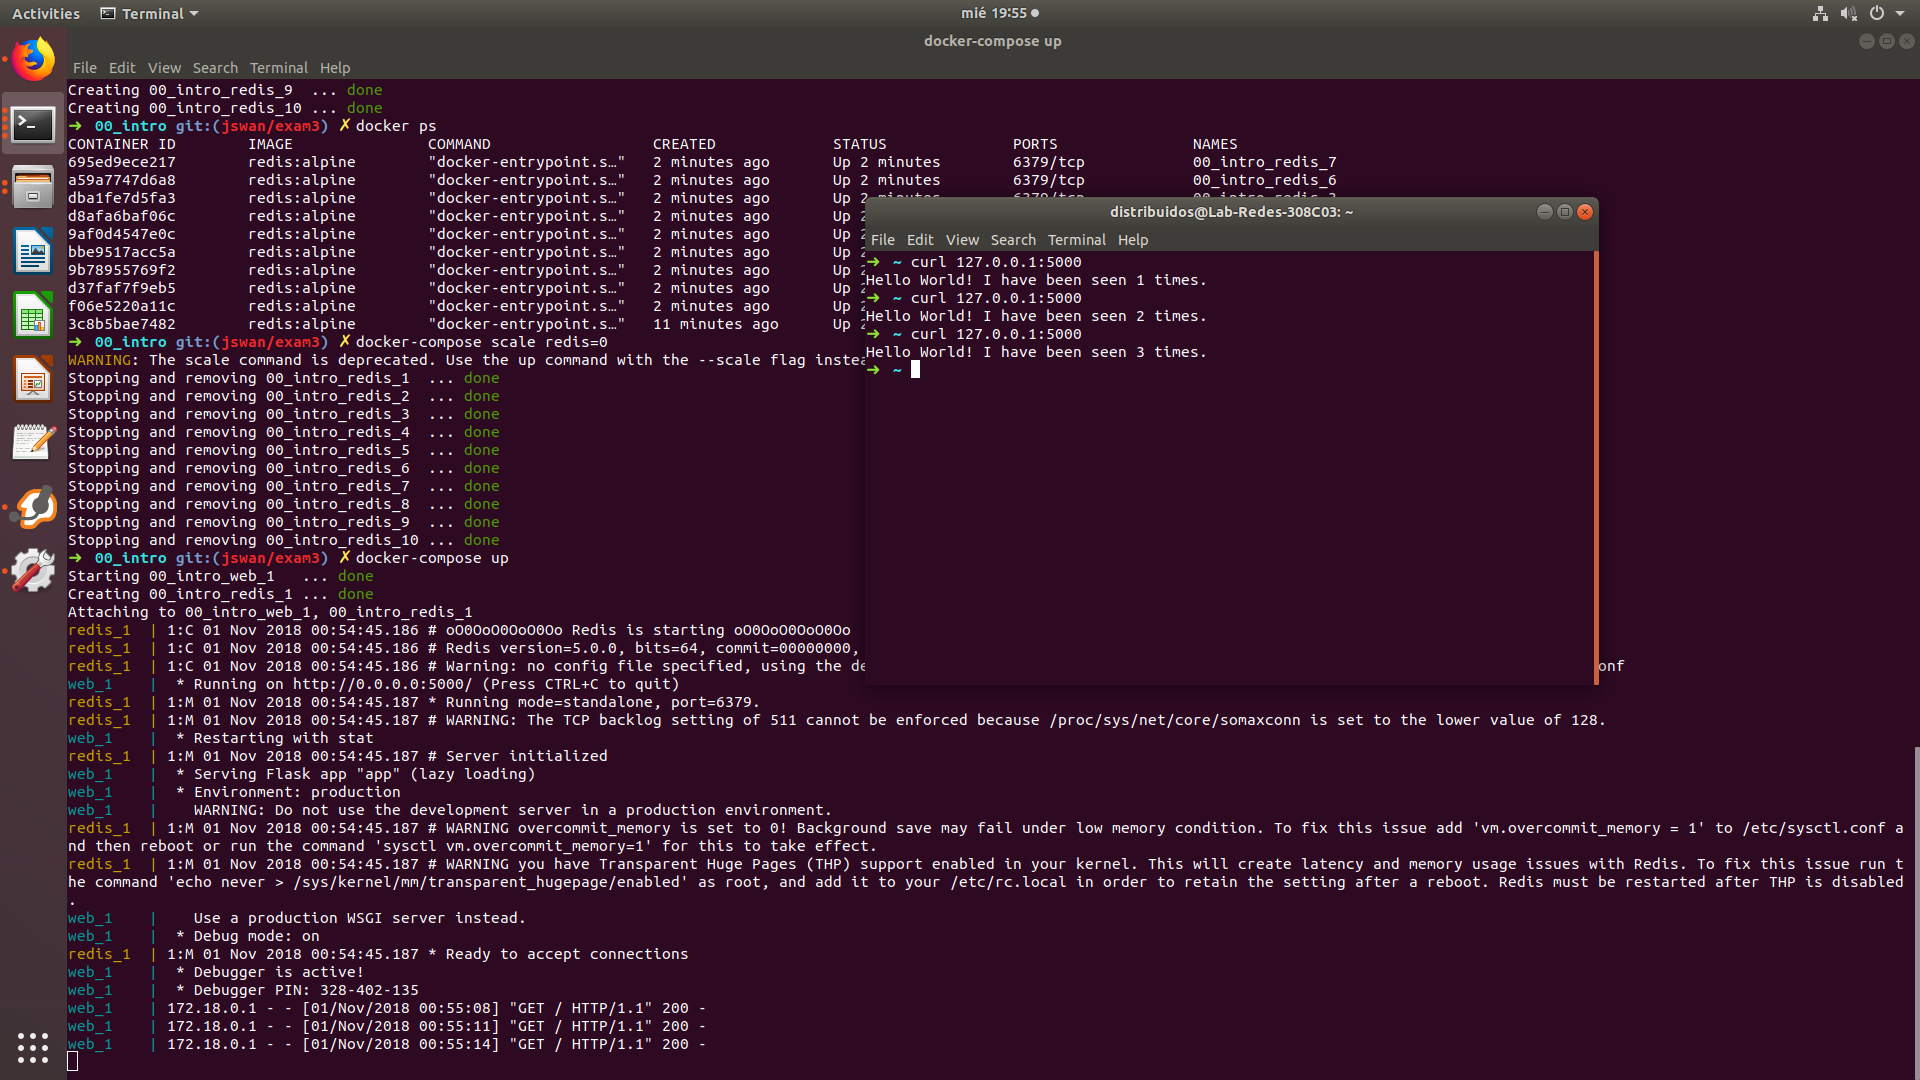 Activities Terminal mié 19:55
docker-compose up
File Edit View Search Terminal Help
Creating 00_intro_redis_9  ... done
Creating 00_intro_redis_10 ... done
➜  00_intro git:(jswan/exam3) ✗ docker ps
CONTAINER ID        IMAGE               COMMAND                  CREATED             STATUS              PORTS               NAMES
695ed9ece217        redis:alpine        "docker-entrypoint.s…"   2 minutes ago       Up 2 minutes        6379/tcp            00_intro_redis_7
a59a7747d6a8        redis:alpine        "docker-entrypoint.s…"   2 minutes ago       Up 2 minutes        6379/tcp            00_intro_redis_6
dba1fe7d5fa3        redis:alpine        "docker-entrypoint.s…"   2 minutes ago       Up 2 minutes        6379/tcp
d8afa6baf06c        redis:alpine        "docker-entrypoint.s…"   2 minutes ago       Up
9af0d4547e0c        redis:alpine        "docker-entrypoint.s…"   2 minutes ago       Up
bbe9517acc5a        redis:alpine        "docker-entrypoint.s…"   2 minutes ago       Up
9b78955769f2        redis:alpine        "docker-entrypoint.s…"   2 minutes ago       Up
d37faf7f9eb5        redis:alpine        "docker-entrypoint.s…"   2 minutes ago       Up
f06e5220a11c        redis:alpine        "docker-entrypoint.s…"   2 minutes ago       Up
3c8b5bae7482        redis:alpine        "docker-entrypoint.s…"   11 minutes ago      Up
➜  00_intro git:(jswan/exam3) ✗ docker-compose scale redis=0
WARNING: The scale command is deprecated. Use the up command with the --scale flag instea
Stopping and removing 00_intro_redis_1  ... done
Stopping and removing 00_intro_redis_2  ... done
Stopping and removing 00_intro_redis_3  ... done
Stopping and removing 00_intro_redis_4  ... done
Stopping and removing 00_intro_redis_5  ... done
Stopping and removing 00_intro_redis_6  ... done
Stopping and removing 00_intro_redis_7  ... done
Stopping and removing 00_intro_redis_8  ... done
Stopping and removing 00_intro_redis_9  ... done
Stopping and removing 00_intro_redis_10 ... done
➜  00_intro git:(jswan/exam3) ✗ docker-compose up
Starting 00_intro_web_1   ... done
Creating 00_intro_redis_1 ... done
Attaching to 00_intro_web_1, 00_intro_redis_1
redis_1  | 1:C 01 Nov 2018 00:54:45.186 # oO0OoO0OoO0Oo Redis is starting oO0OoO0OoO0Oo
redis_1  | 1:C 01 Nov 2018 00:54:45.186 # Redis version=5.0.0, bits=64, commit=00000000,
redis_1  | 1:C 01 Nov 2018 00:54:45.186 # Warning: no config file specified, using the de onf
web_1    |  * Running on http://0.0.0.0:5000/ (Press CTRL+C to quit)
redis_1  | 1:M 01 Nov 2018 00:54:45.187 * Running mode=standalone, port=6379.
redis_1  | 1:M 01 Nov 2018 00:54:45.187 # WARNING: The TCP backlog setting of 511 cannot be enforced because /proc/sys/net/core/somaxconn is set to the lower value of 128.
web_1    |  * Restarting with stat
redis_1  | 1:M 01 Nov 2018 00:54:45.187 # Server initialized
web_1    |  * Serving Flask app "app" (lazy loading)
web_1    |  * Environment: production
web_1    |    WARNING: Do not use the development server in a production environment.
redis_1  | 1:M 01 Nov 2018 00:54:45.187 # WARNING overcommit_memory is set to 0! Background save may fail under low memory condition. To fix this issue add 'vm.overcommit_memory = 1' to /etc/sysctl.conf a
nd then reboot or run the command 'sysctl vm.overcommit_memory=1' for this to take effect.
redis_1  | 1:M 01 Nov 2018 00:54:45.187 # WARNING you have Transparent Huge Pages (THP) support enabled in your kernel. This will create latency and memory usage issues with Redis. To fix this issue run t
he command 'echo never > /sys/kernel/mm/transparent_hugepage/enabled' as root, and add it to your /etc/rc.local in order to retain the setting after a reboot. Redis must be restarted after THP is disabled
.
web_1    |    Use a production WSGI server instead.
web_1    |  * Debug mode: on
redis_1  | 1:M 01 Nov 2018 00:54:45.187 * Ready to accept connections
web_1    |  * Debugger is active!
web_1    |  * Debugger PIN: 328-402-135
web_1    | 172.18.0.1 - - [01/Nov/2018 00:55:08] "GET / HTTP/1.1" 200 -
web_1    | 172.18.0.1 - - [01/Nov/2018 00:55:11] "GET / HTTP/1.1" 200 -
web_1    | 172.18.0.1 - - [01/Nov/2018 00:55:14] "GET / HTTP/1.1" 200 -
distribuidos@Lab-Redes-308C03: ~
File Edit View Search Terminal Help
➜  ~ curl 127.0.0.1:5000
Hello World! I have been seen 1 times.
➜  ~ curl 127.0.0.1:5000
Hello World! I have been seen 2 times.
➜  ~ curl 127.0.0.1:5000
Hello World! I have been seen 3 times.
➜  ~